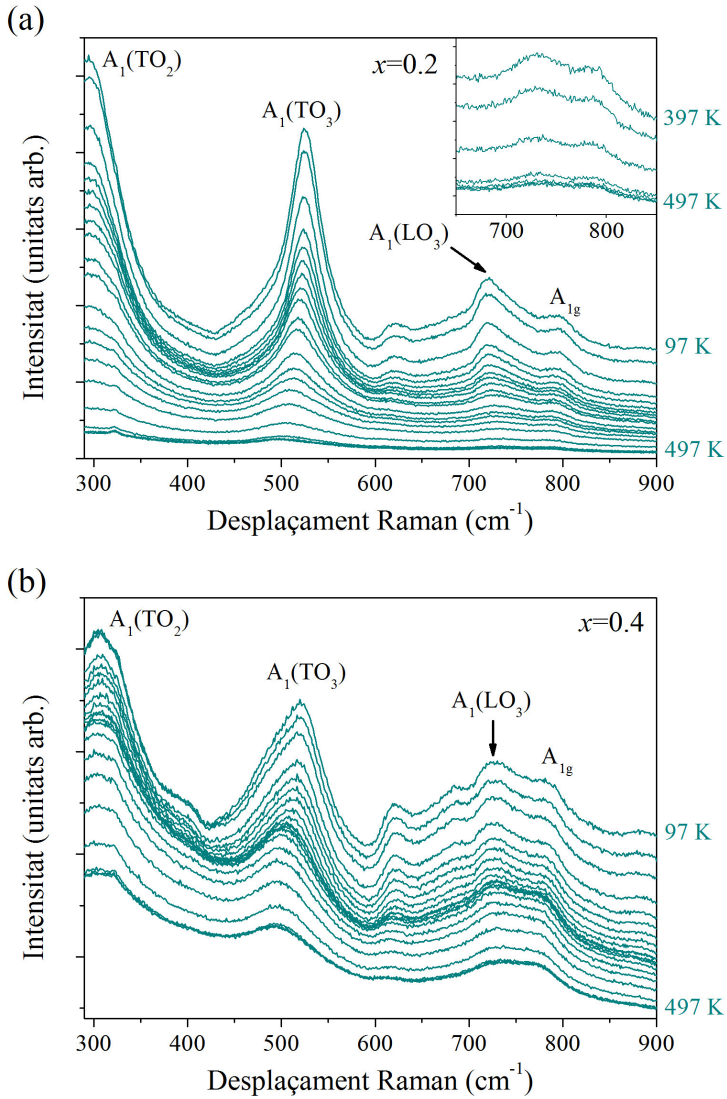 (a)
A₁(TO₂)
x=0.2
A₁(TO₃)
397 K
497 K
700 800
A₁(LO₃)
A₁g
97 K
497 K
Intensitat (unitats arb.)
300 400 500 600 700 800 900
Desplaçament Raman (cm⁻¹)
(b)
A₁(TO₂)
x=0.4
A₁(TO₃)
A₁(LO₃)
A₁g
97 K
497 K
Intensitat (unitats arb.)
300 400 500 600 700 800 900
Desplaçament Raman (cm⁻¹)